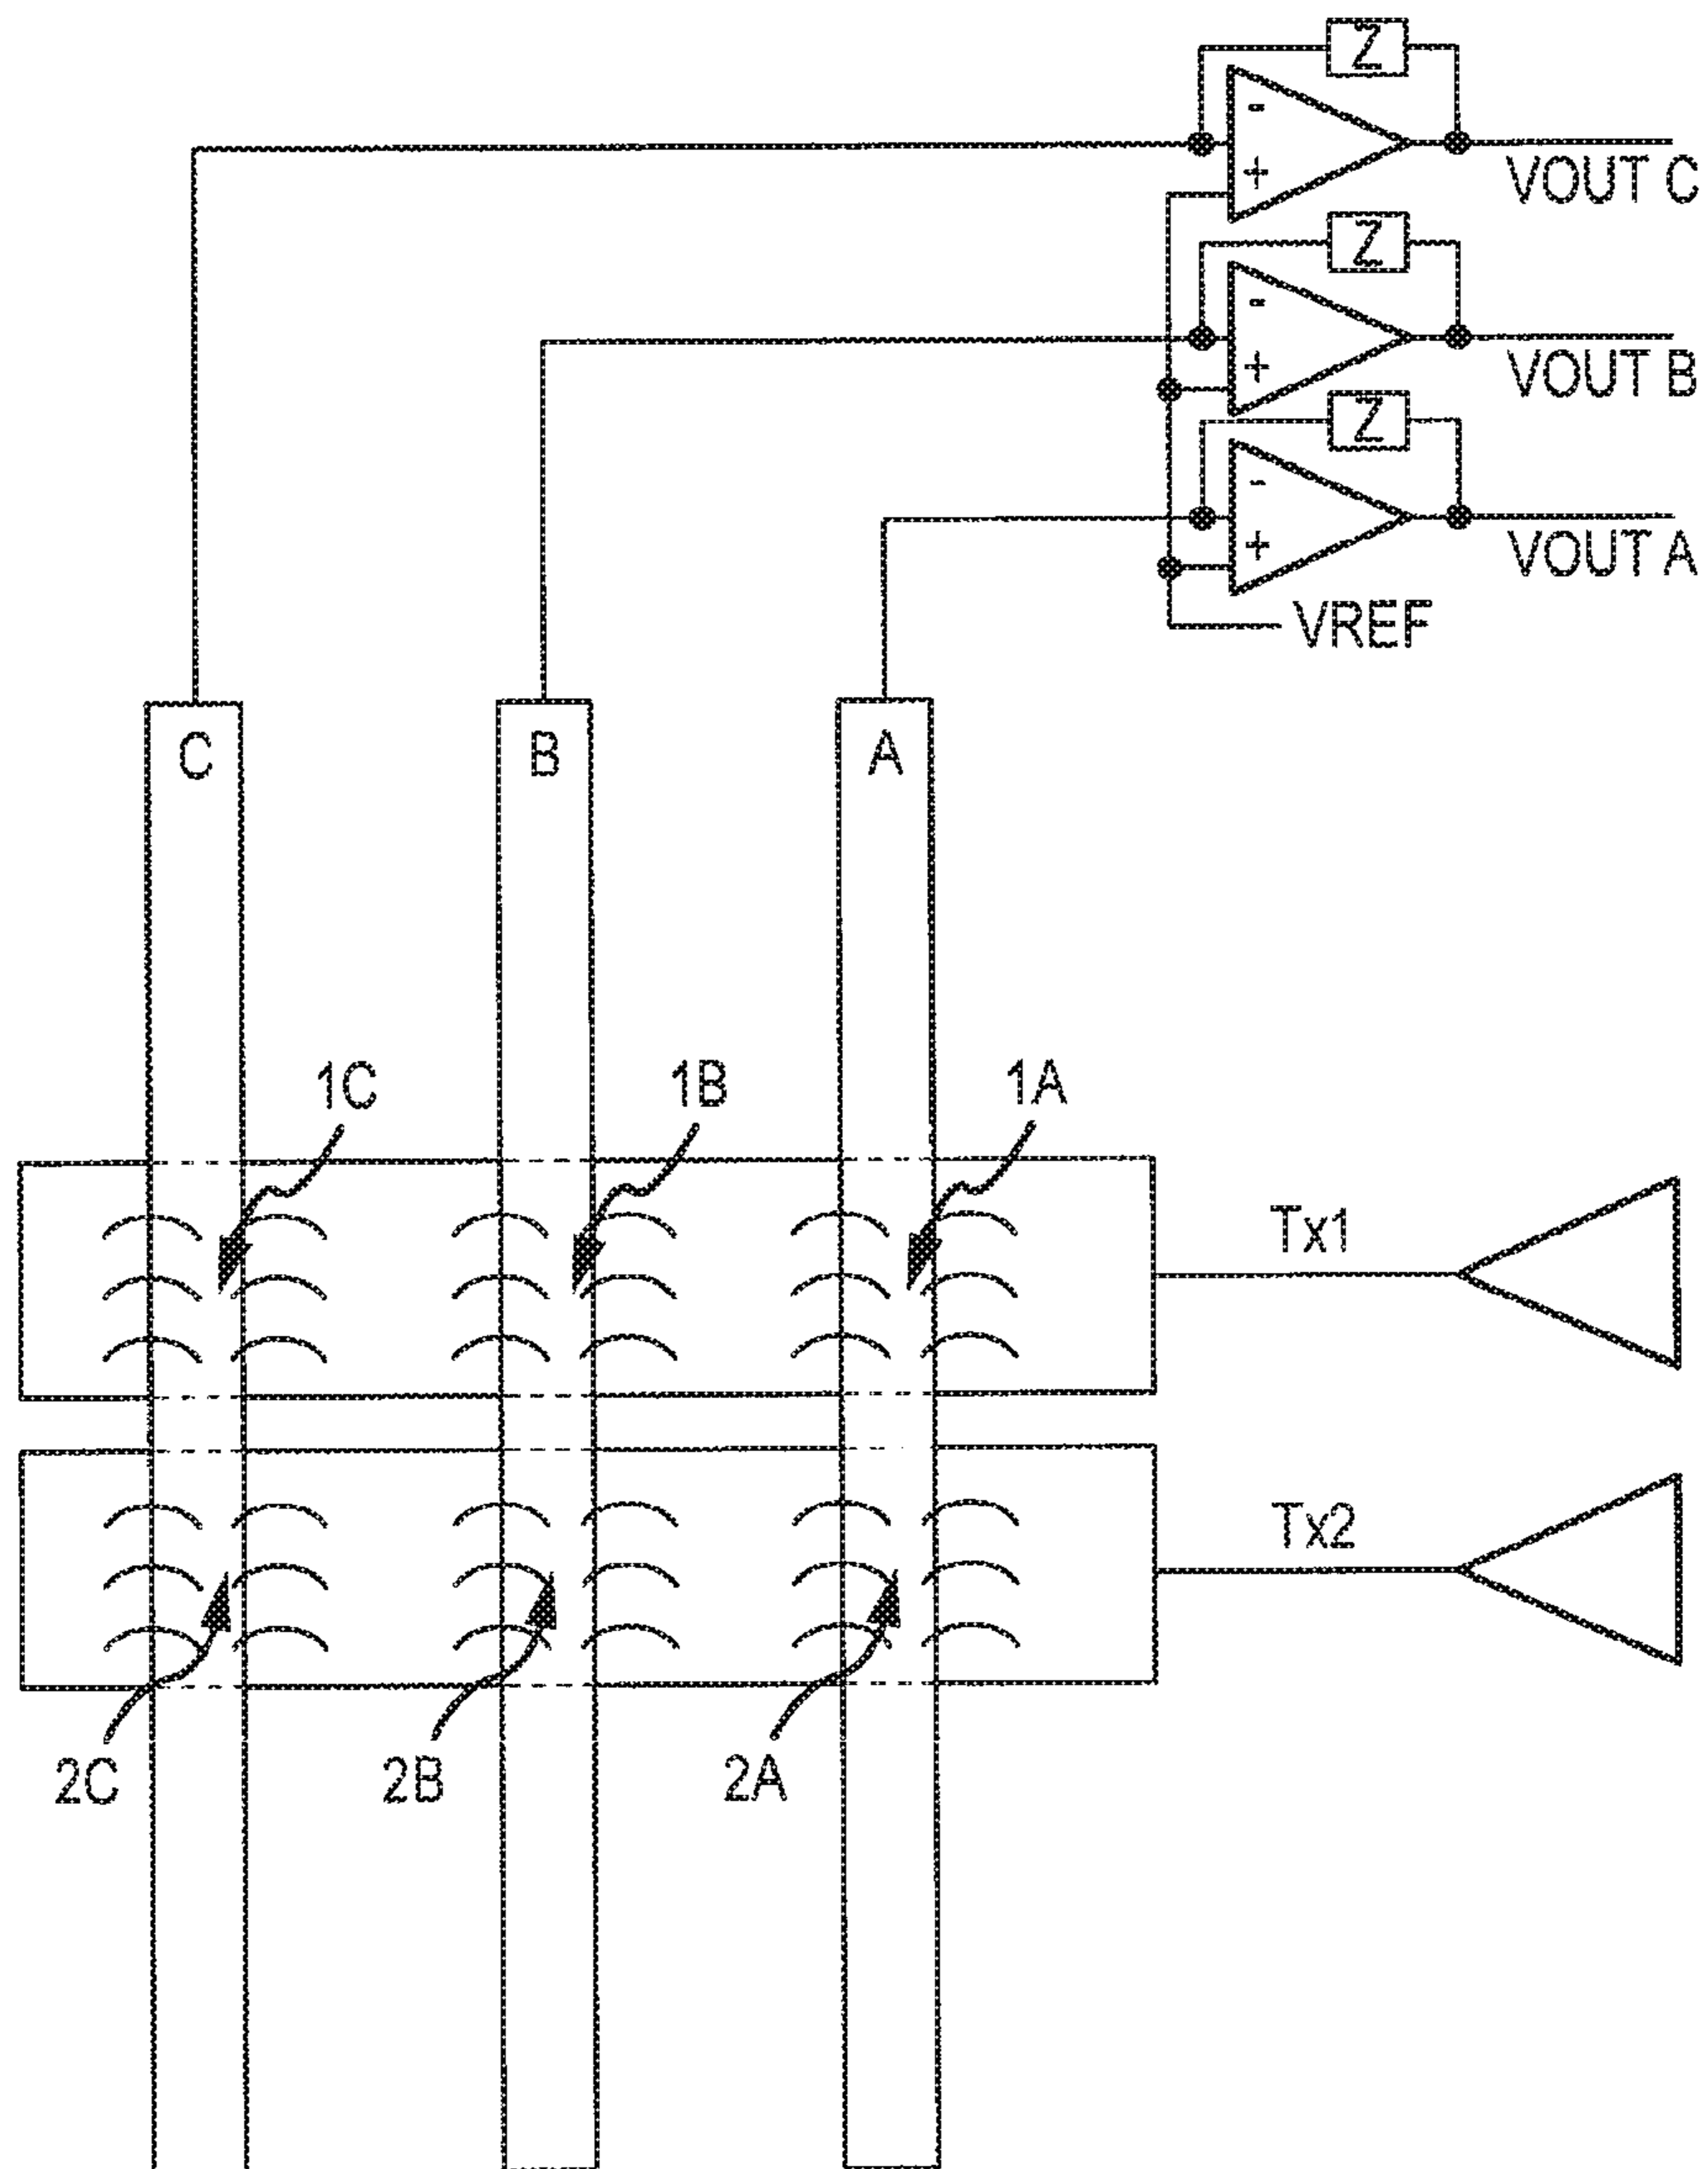 Z
-
+
VOUT C
Z
-
+
VOUT B
Z
-
+
VOUT A
VREF
C B A
1C 1B 1A
Tx1
Tx2
2C 2B 2A